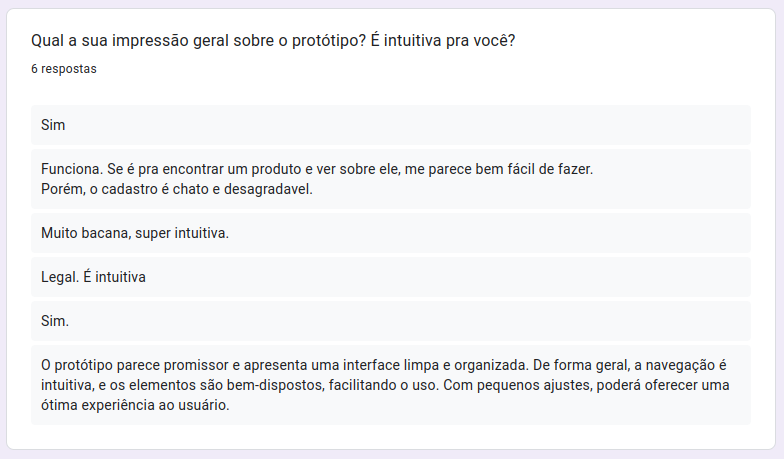 Qual a sua impressão geral sobre o protótipo? É intuitiva pra você?
6 respostas
Sim
Funciona. Se é pra encontrar um produto e ver sobre ele, me parece bem fácil de fazer.
Porém, o cadastro é chato e desagradavel.
Muito bacana, super intuitiva.
Legal. É intuitiva
Sim.
O protótipo parece promissor e apresenta uma interface limpa e organizada. De forma geral, a navegação é
intuitiva, e os elementos são bem-dispostos, facilitando o uso. Com pequenos ajustes, poderá oferecer uma
ótima experiência ao usuário.